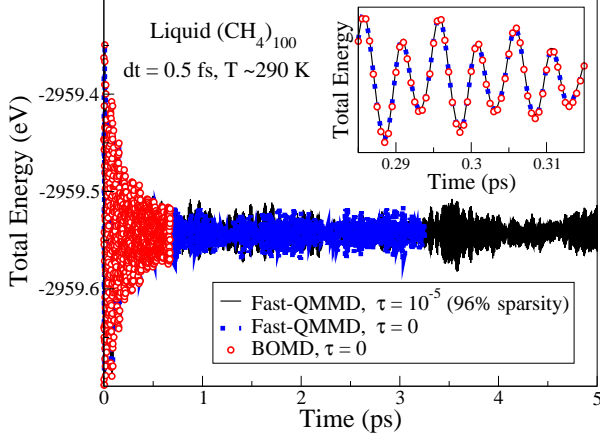 Liquid (CH4)100
dt = 0.5 fs, T ~290 K
Total Energy
0.29 0.3 0.31
Time (ps)
Total Energy (eV)
-2959.4
-2959.5
-2959.6
Fast-QMMD, τ = 10^-5 (96% sparsity)
Fast-QMMD, τ = 0
BOMD, τ = 0
0 1 2 3 4 5
Time (ps)